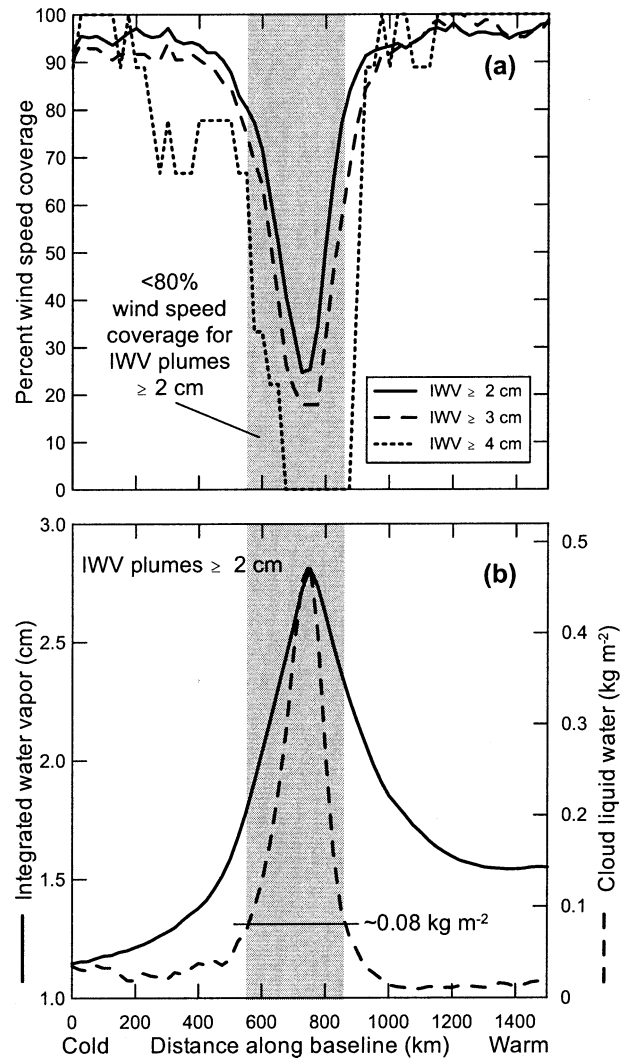 100
90
80
70
60
50
40
30
20
10
0
Percent wind speed coverage
(a)
<80%
wind speed
coverage for
IWV plumes
≥ 2 cm
IWV ≥ 2 cm
IWV ≥ 3 cm
IWV ≥ 4 cm
3.0
2.5
2.0
1.5
1.0
Integrated water vapor (cm)
IWV plumes ≥ 2 cm
(b)
0.5
0.4
0.3
0.2
0.1
0
Cloud liquid water (kg m-2)
~0.08 kg m-2
0 200 400 600 800 1000 1200 1400
Cold Distance along baseline (km) Warm